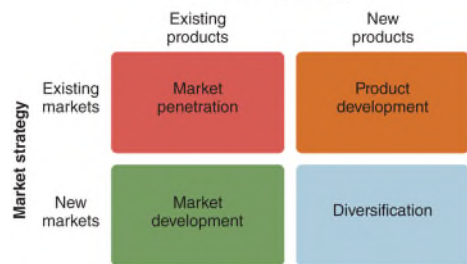 Existing
products
New
products
Market strategy
Existing
markets
Market
penetration
Product
development
New
markets
Market
development
Diversification